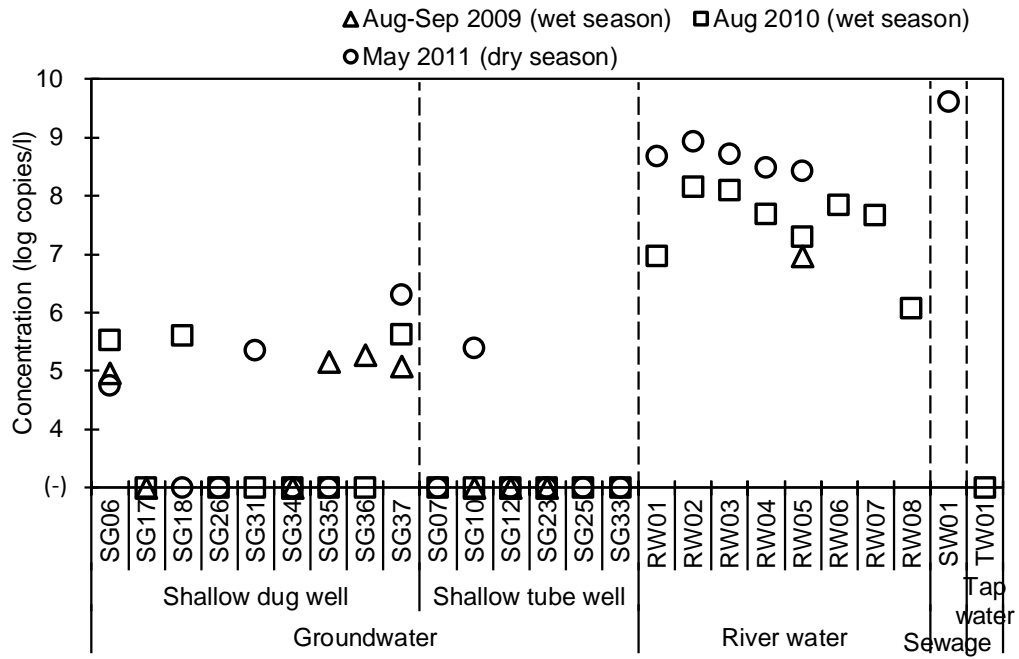 Aug-Sep 2009 (wet season) Aug 2010 (wet season)
May 2011 (dry season)
Concentration (log copies/l)
10
9
8
7
6
5
4
(-)
SG06 SG17 SG18 SG26 SG31 SG34 SG35 SG36 SG37 SG07 SG10 SG12 SG23 SG25 SG33 RW01 RW02 RW03 RW04 RW05 RW06 RW07 RW08 SW01 TW01
Shallow dug well Shallow tube well
Groundwater River water Sewage Tap water